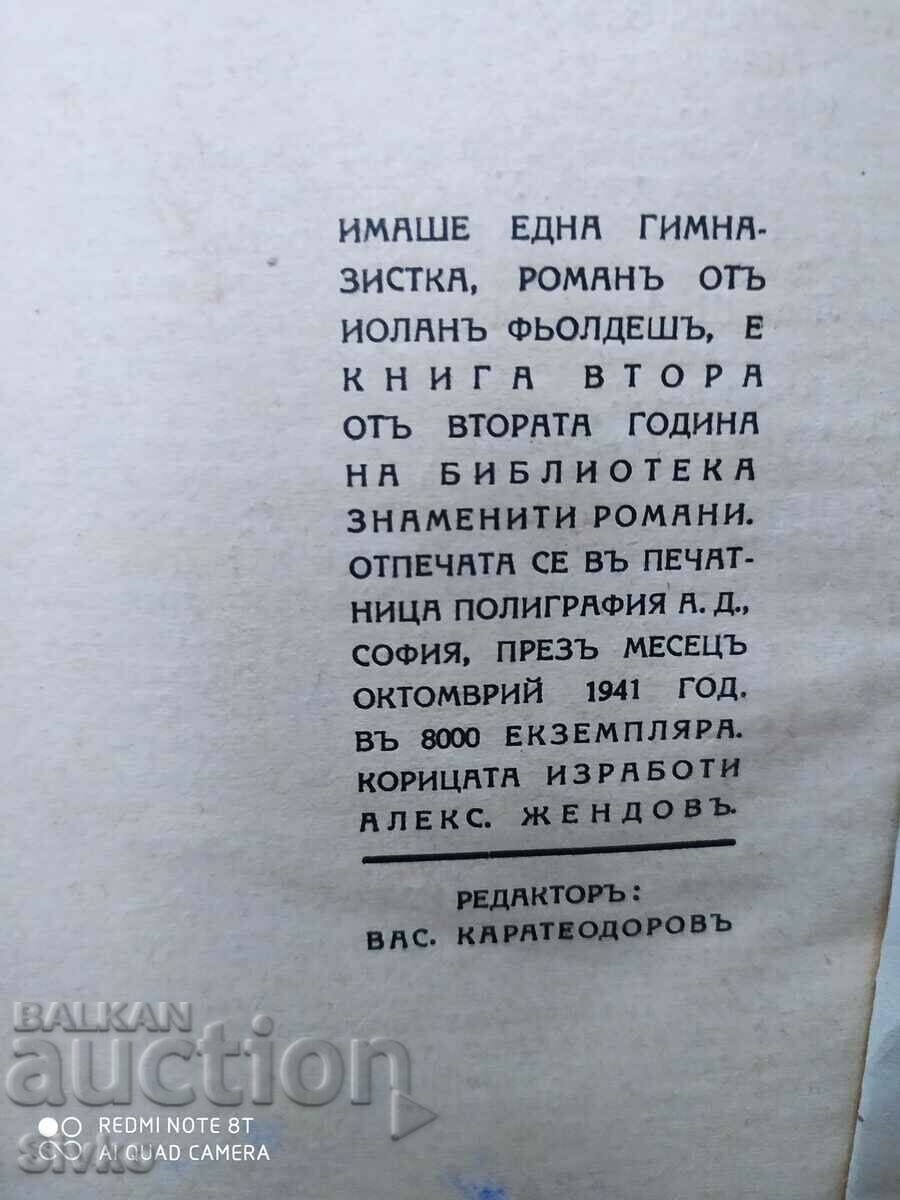 ИМАШЕ ЕДНА ГИМНА-
ЗИСТКА, РОМАНЪ ОТЪ
ИОЛАНЪ ФЬОЛДЕШЪ, Е
КНИГА ВТОРА
ОТЪ ВТОРАТА ГОДИНА
НА БИБЛИОТЕКА
ЗНАМЕНИТИ РОМАНИ.
ОТПЕЧАТА СЕ ВЪ ПЕЧАТ-
НИЦА ПОЛИГРАФИЯ А. Д.,
СОФИЯ, ПРЕЗЪ МЕСЕЦЪ
ОКТОМВРИЙ 1941 ГОД.
ВЪ 8000 ЕКЗЕМПЛЯРА.
КОРИЦАТА ИЗРАБОТИ
АЛЕКС. ЖЕНДОВЪ.
РЕДАКТОРЪ:
ВАС. КАРАТЕОДОРОВЪ
BALKAN
auction
REDMI NOTE 8T
AI QUAD CAMERA
Sivko